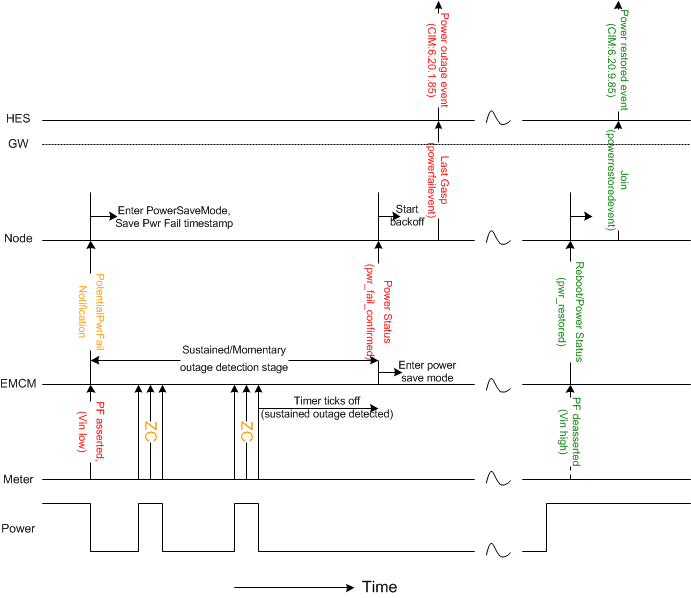 Power outage event
(CIM:6.20.1.85)
Power restored event
(CIM:6.20.9.85)
HES
GW
Last Gasp
(powerfailevent)
Join
(powerrestoredevent)
Enter PowerSaveMode,
Save Pwr Fail timestamp
Start
backoff
Node
PotentialPwrFail
Notification
Power Status
(pwr_fail_confirmed)
Reboot/Power Status
(pwr_restored)
Sustained/Momentary
outage detection stage
Enter power
save mode
EMCM
PF asserted,
(Vin low)
ZC
ZC
Timer ticks off
(sustained outage detected)
PF deasserted
(Vin high)
Meter
Power
Time